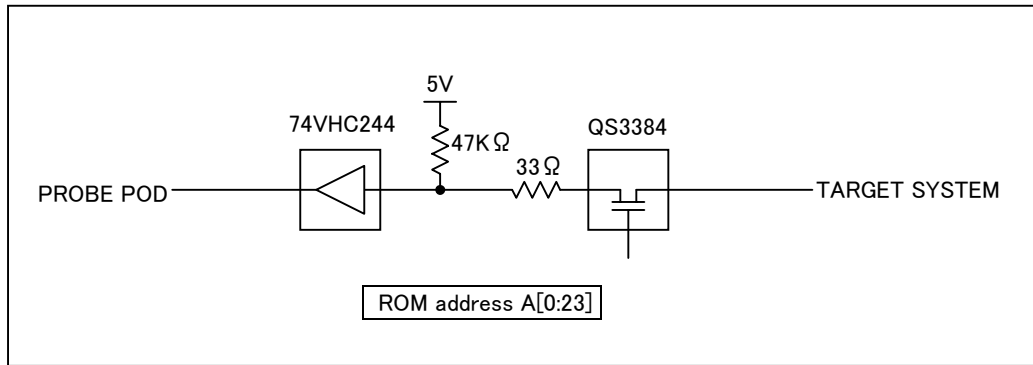 5V
74VHC244
47KΩ
QS3384
33Ω
PROBE POD
TARGET SYSTEM
ROM address A[0:23]